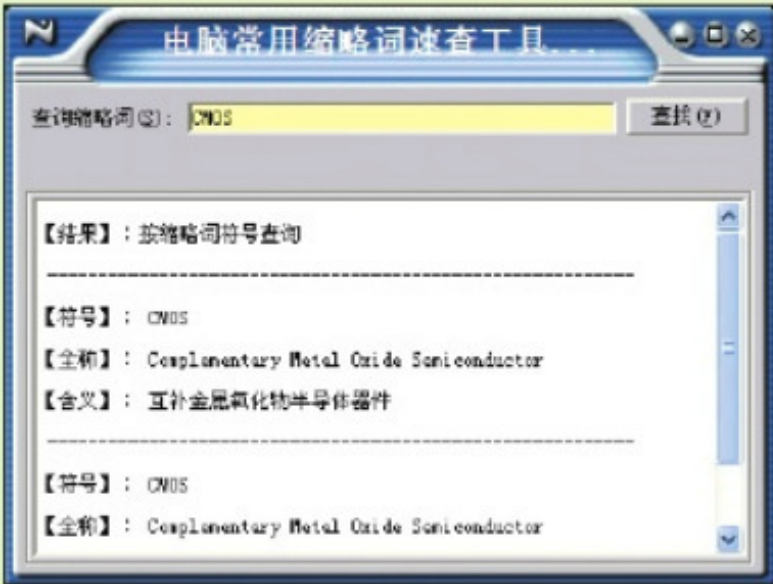 电脑常用缩略词速查工具...
查询缩略词(S): CMOS 查找(F)
【结果】：按缩略词符号查询
【符号】： CMOS
【全称】： Complementary Metal Oxide Semiconductor
【含义】： 互补金属氧化物半导体器件
【符号】： CMOS
【全称】： Complementary Metal Oxide Semiconductor